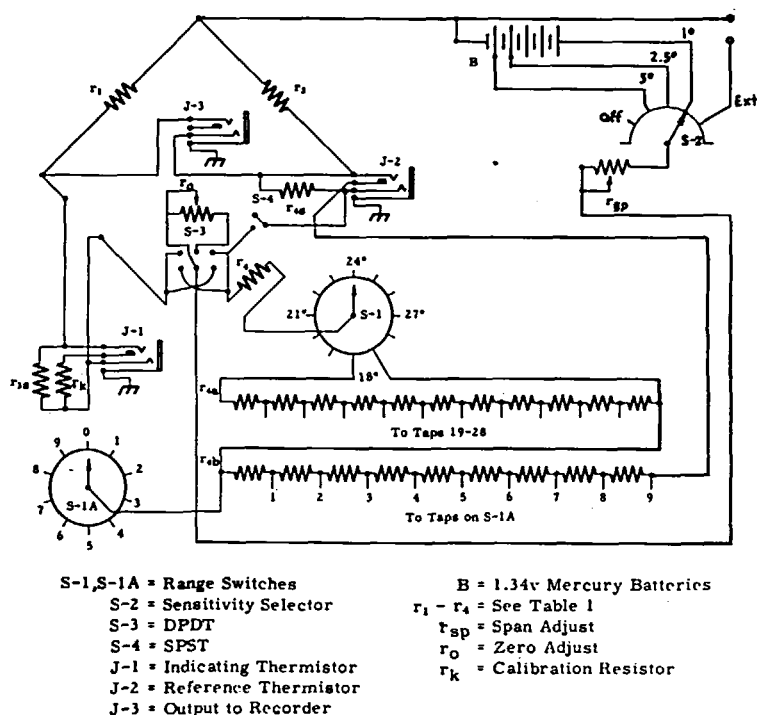 r₁
r₂
J-3
B
1°
2.5°
5°
off
Ext
S-2
r_sp
J-2
S-4
r₄s
r₀
S-3
r₄
24°
21°
S-1
27°
18°
J-1
r₃s
r_k
r₄a
To Taps 19-28
r₄b
1 2 3 4 5 6 7 8 9
To Taps on S-1A
0
9 1
8 2
7 3
6 4
5
S-1A
S-1,S-1A = Range Switches
S-2 = Sensitivity Selector
S-3 = DPDT
S-4 = SPST
J-1 = Indicating Thermistor
J-2 = Reference Thermistor
J-3 = Output to Recorder
B = 1.34v Mercury Batteries
r₁ - r₄ = See Table 1
r_sp = Span Adjust
r₀ = Zero Adjust
r_k = Calibration Resistor